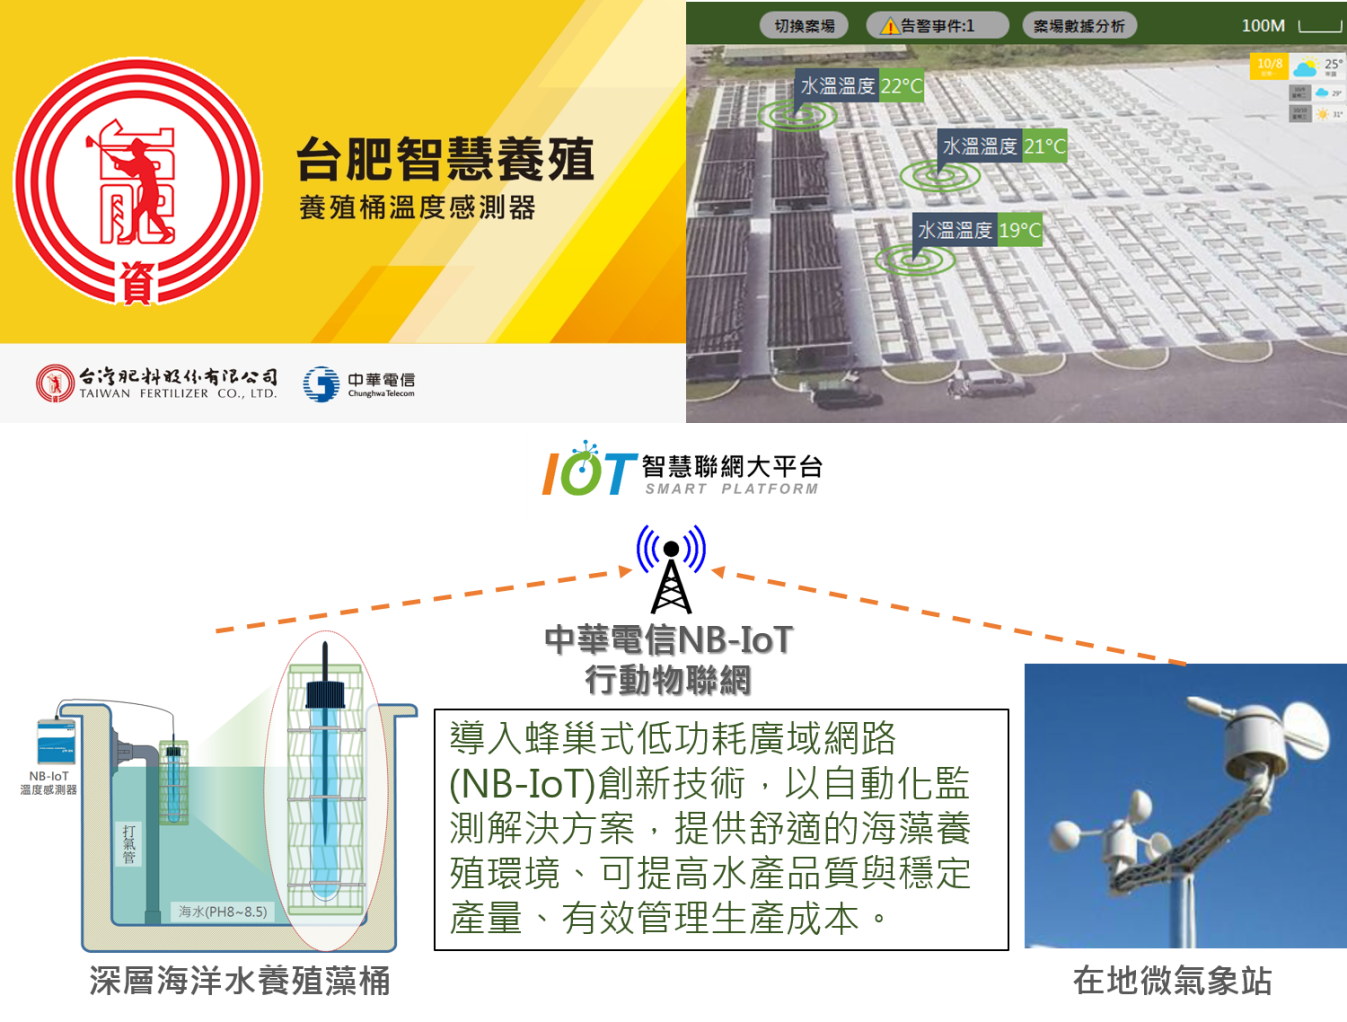 台肥
資
台肥智慧養殖
養殖桶溫度感測器
台灣肥料股份有限公司
TAIWAN FERTILIZER CO., LTD.
中華電信
Chunghwa Telecom
切換案場
告警事件:1
案場數據分析
100M
10/8
25°
29°
31°
水溫溫度 22°C
水溫溫度 21°C
水溫溫度 19°C
IOT 智慧聯網大平台
SMART PLATFORM
中華電信NB-IoT
行動物聯網
NB-IoT
溫度感測器
打氣管
海水(PH8~8.5)
深層海洋水養殖藻桶
導入蜂巢式低功耗廣域網路
(NB-IoT)創新技術，以自動化監
測解決方案，提供舒適的海藻養
殖環境、可提高水產品質與穩定
產量、有效管理生產成本。
在地微氣象站